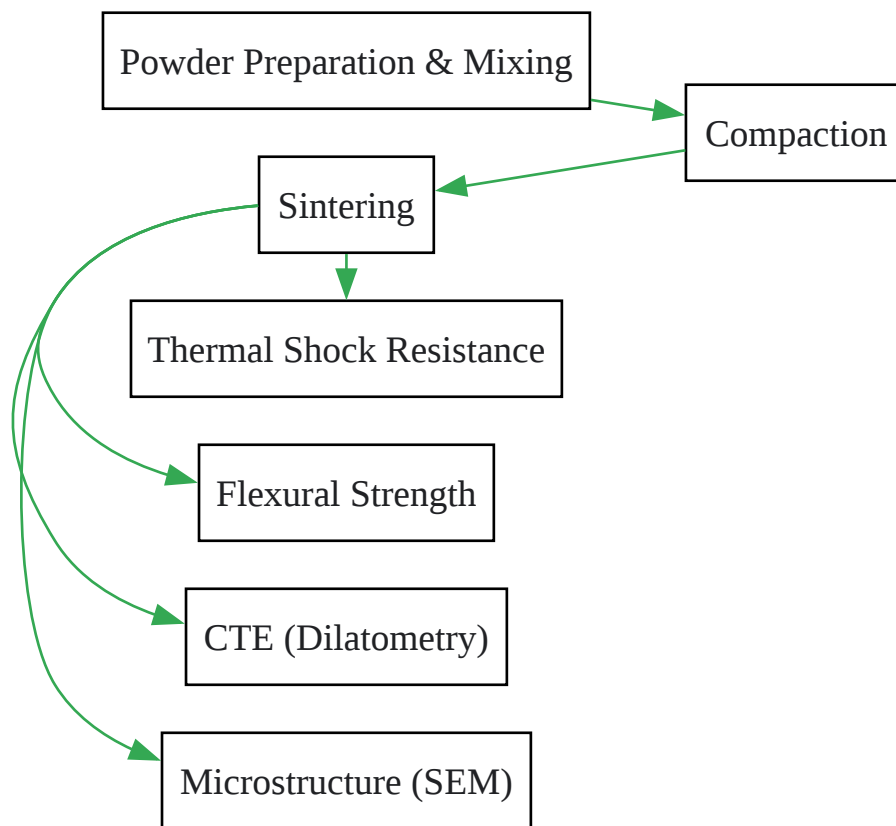 Powder Preparation & Mixing
Compaction
Sintering
Thermal Shock Resistance
Flexural Strength
CTE (Dilatometry)
Microstructure (SEM)